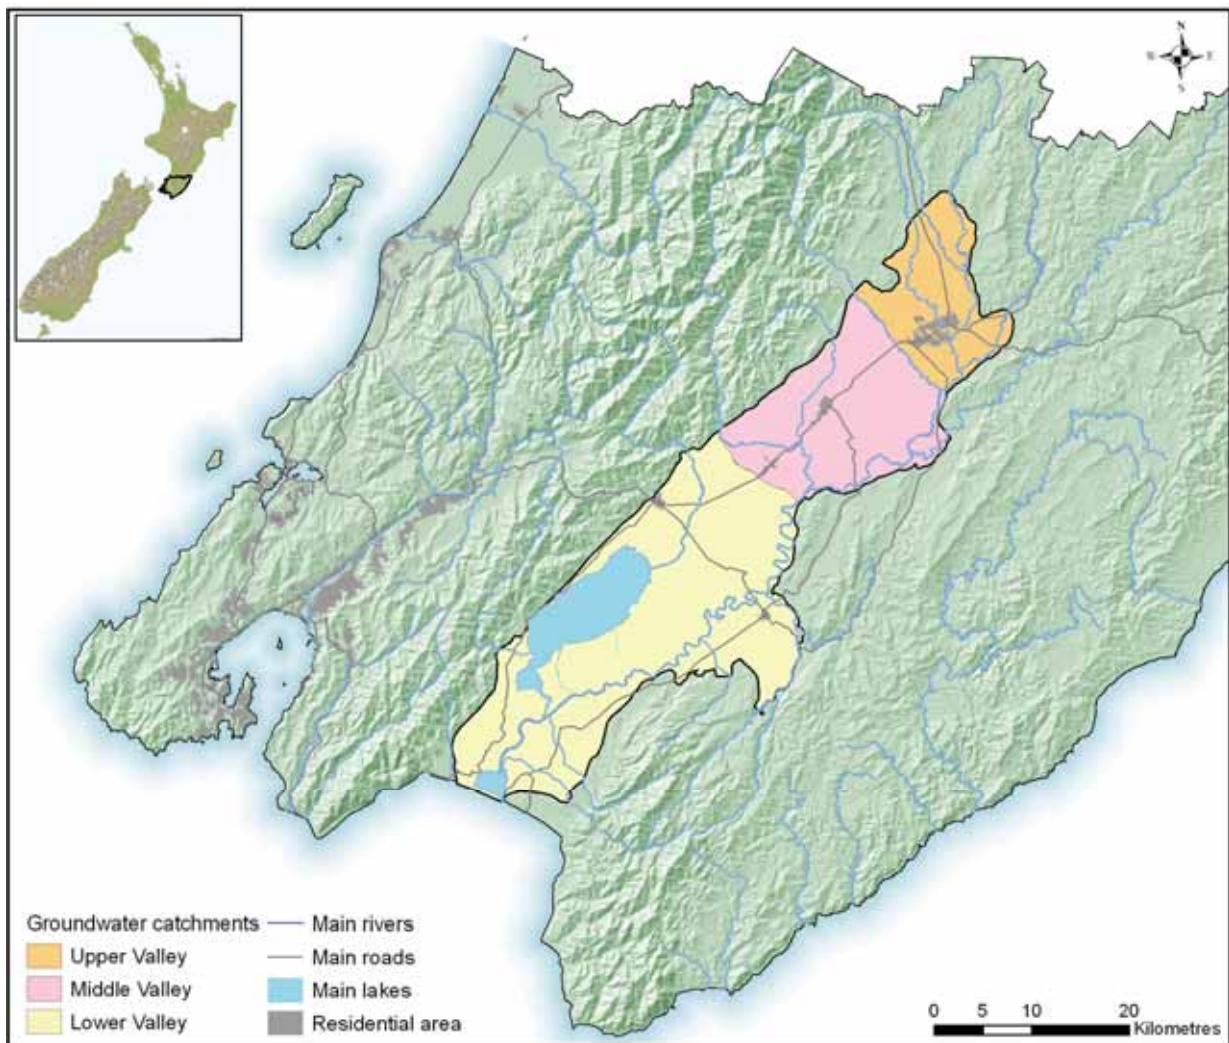 N
W E
S
Groundwater catchments
Upper Valley
Middle Valley
Lower Valley
Main rivers
Main roads
Main lakes
Residential area
0 5 10 20
Kilometres